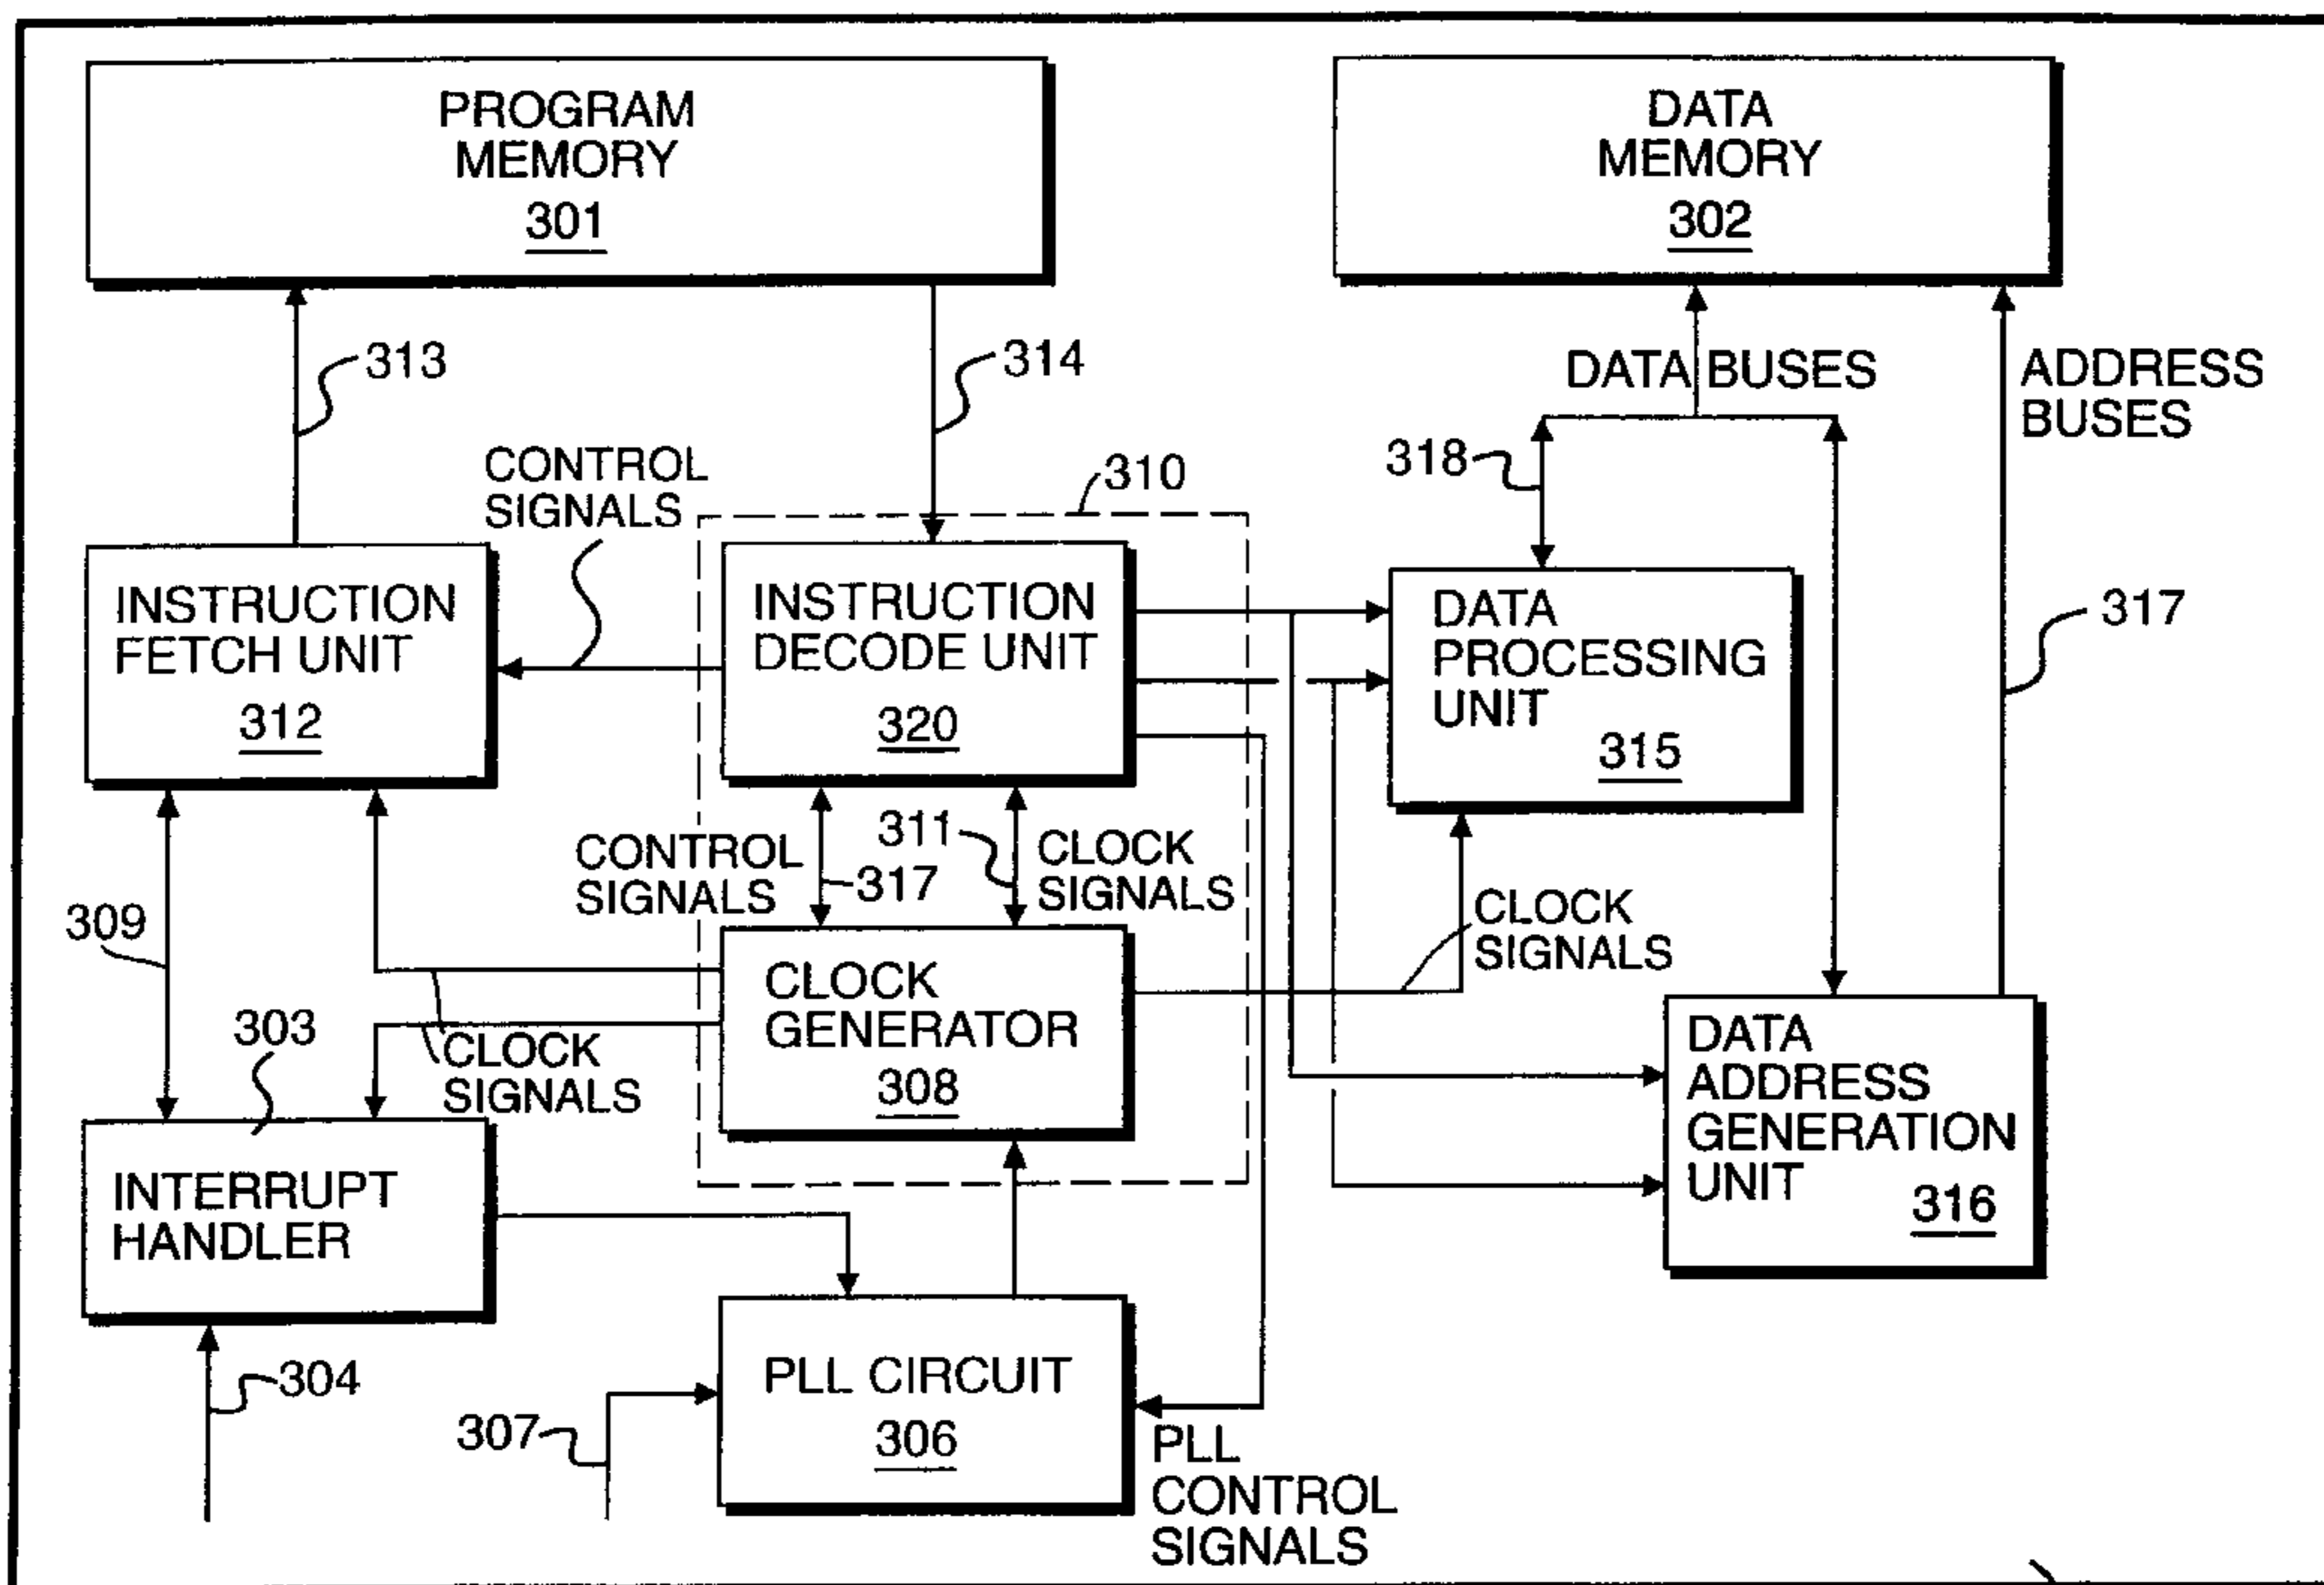 PROGRAM
MEMORY
301
DATA
MEMORY
302
313
314
DATA BUSES
ADDRESS
BUSES
CONTROL
SIGNALS
310
318
INSTRUCTION
FETCH UNIT
312
INSTRUCTION
DECODE UNIT
320
DATA
PROCESSING
UNIT
315
317
CONTROL
SIGNALS
317
311
CLOCK
SIGNALS
309
CLOCK
SIGNALS
303
CLOCK
SIGNALS
CLOCK
GENERATOR
308
DATA
ADDRESS
GENERATION
UNIT
316
INTERRUPT
HANDLER
304
307
PLL CIRCUIT
306
PLL
CONTROL
SIGNALS